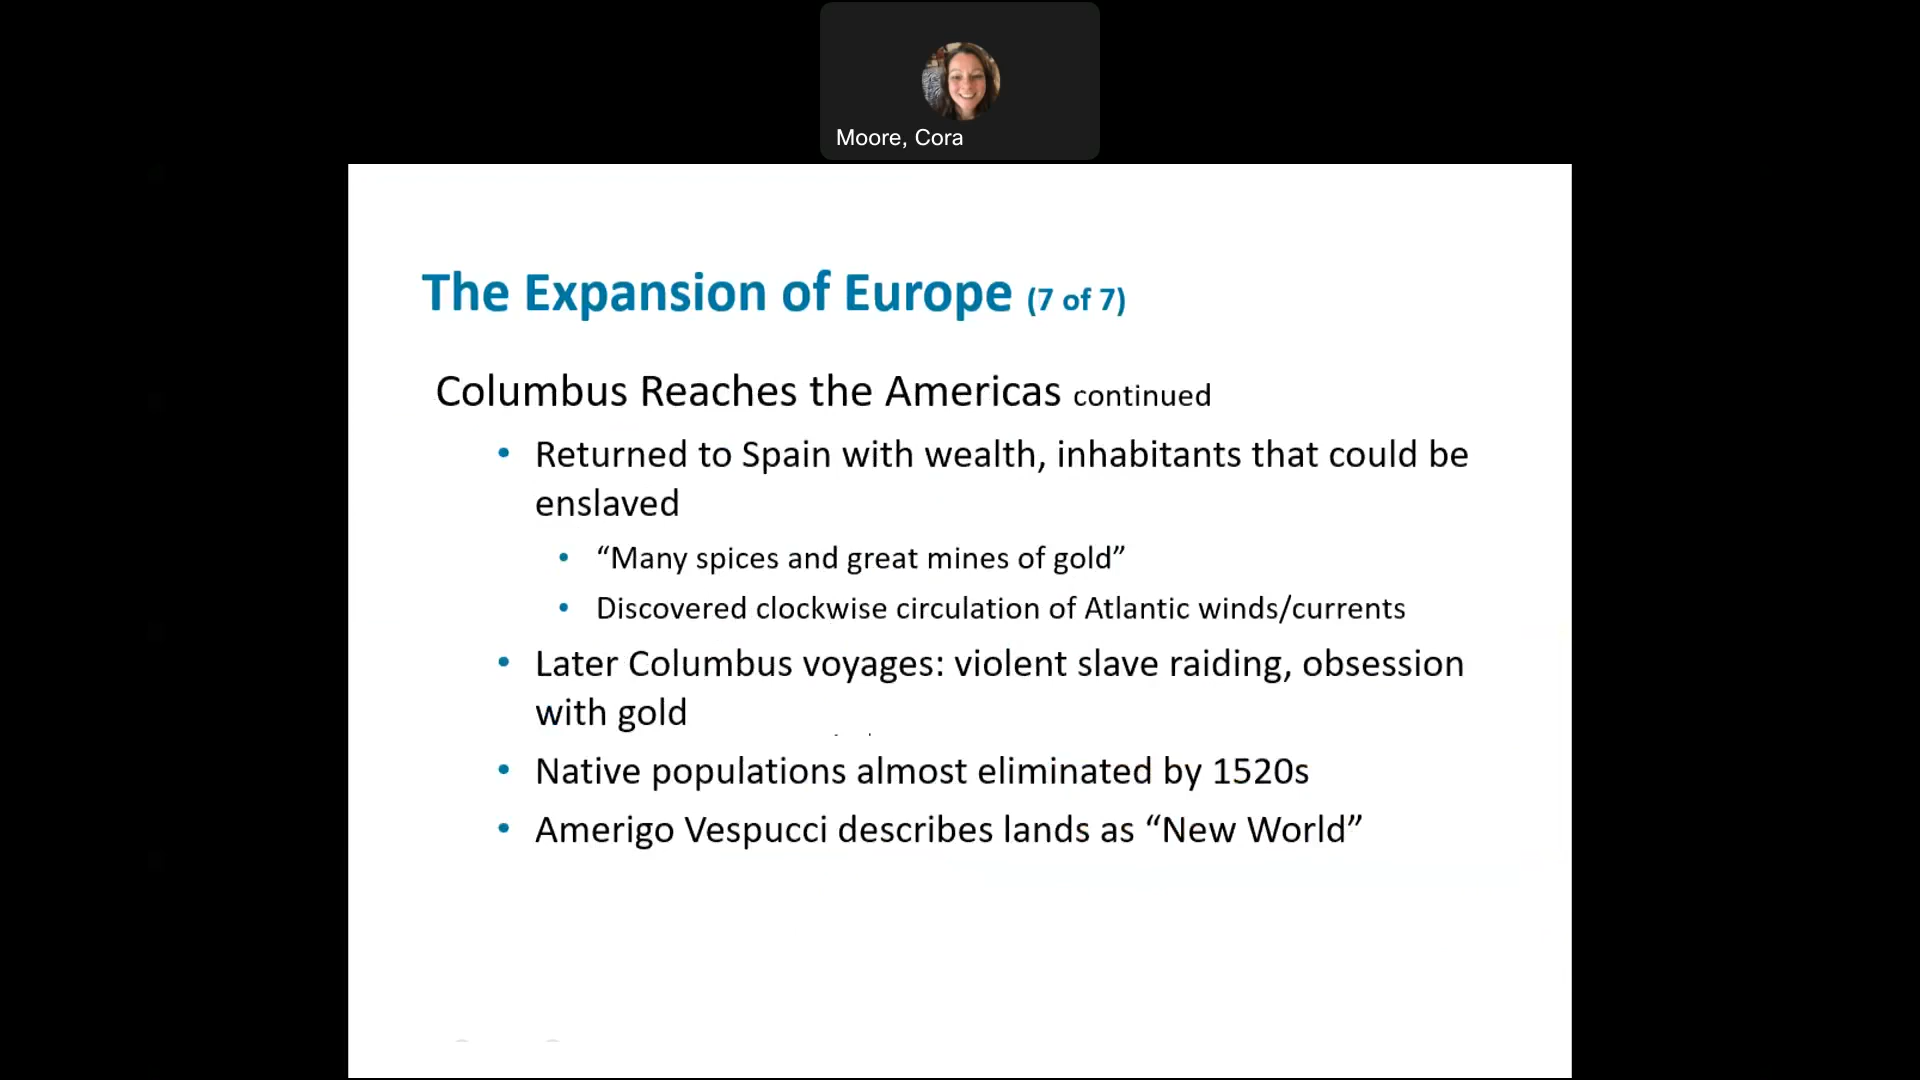 Moore, Cora
The Expansion of Europe (7 of 7)
Columbus Reaches the Americas continued
• Returned to Spain with wealth, inhabitants that could be
enslaved
• “Many spices and great mines of gold”
• Discovered clockwise circulation of Atlantic winds/currents
• Later Columbus voyages: violent slave raiding, obsession
with gold
• Native populations almost eliminated by 1520s
• Amerigo Vespucci describes lands as “New World”